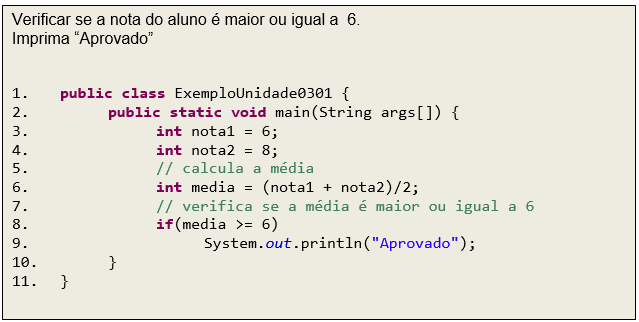 Verificar se a nota do aluno é maior ou igual a  6.
Imprima “Aprovado”
1. public class ExemploUnidade0301 {
2. public static void main(String args[]) {
3. int nota1 = 6;
4. int nota2 = 8;
5. // calcula a média
6. int media = (nota1 + nota2)/2;
7. // verifica se a média é maior ou igual a 6
8. if(media >= 6)
9. System.out.println("Aprovado");
10. }
11. }